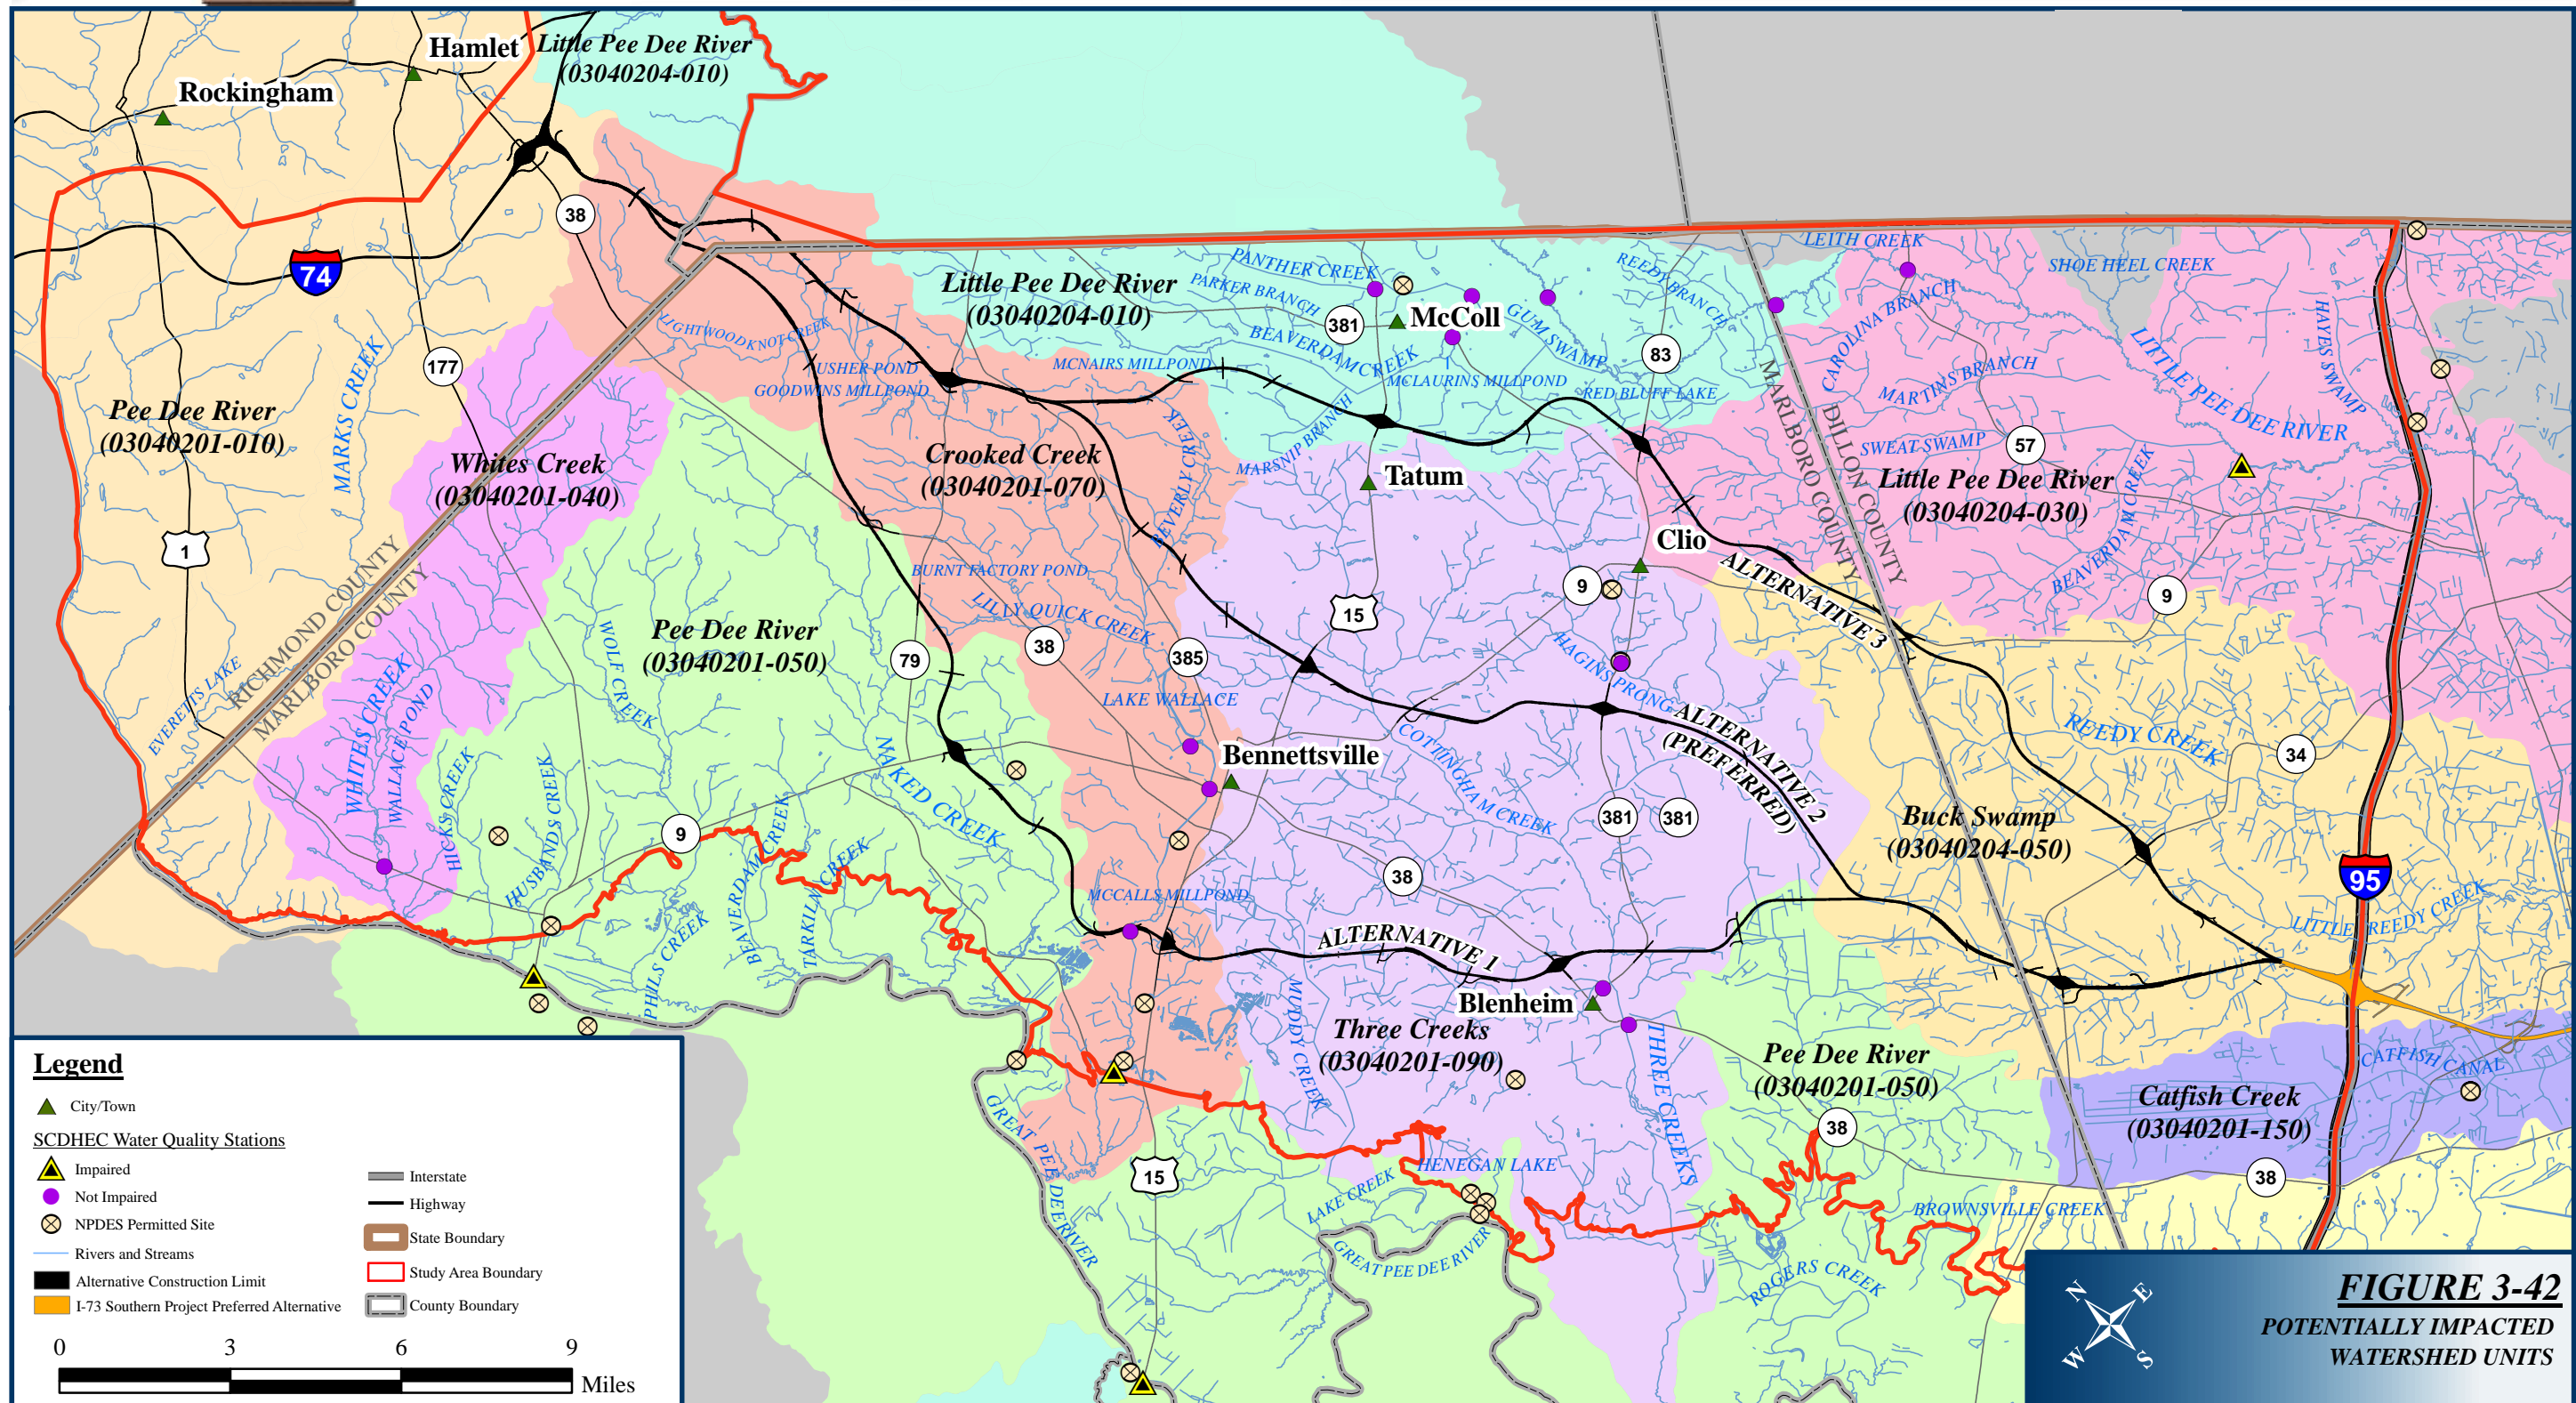 Hamlet
Little Pee Dee River
(03040204-010)
Rockingham
38
74
LEITH CREEK
SHOE HEEL CREEK
PANTHER CREEK
PARKER BRANCH
REEDY BRANCH
Little Pee Dee River
(03040204-010)
381
McColl
GUM SWAMP
BEAVERDAM CREEK
CAROLINA BRANCH
HAYES SWAMP
LITTLE PEE DEE RIVER
LIGHTWOOD KNOT CREEK
83
177
USHER POND
GOODWINS MILLPOND
MCNAIRS MILLPOND
MCLAURINS MILLPOND
RED BLUFF LAKE
MARTINS BRANCH
MARKS CREEK
Pee Dee River
(03040201-010)
MARLBORO COUNTY
DILLON COUNTY
Whites Creek
(03040201-040)
Crooked Creek
(03040201-070)
BEVERLY CREEK
MARSNIP BRANCH
Tatum
SWEAT SWAMP
57
Little Pee Dee River
(03040204-030)
BEAVERDAM CREEK
1
Clio
BURNT FACTORY POND
ALTERNATIVE 3
9
9
RICHMOND COUNTY
MARLBORO COUNTY
EVERETTS LAKE
LILLY QUICK CREEK
15
Pee Dee River
(03040201-050)
WOLF CREEK
79
38
385
HAGINS PRONG
LAKE WALLACE
WHITES CREEK
WALLACE POND
HICKS CREEK
HUSBANDS CREEK
NAKED CREEK
Bennettsville
COTTINGHAM CREEK
ALTERNATIVE 2
(PREFERRED)
REEDY CREEK
34
9
381
381
Buck Swamp
(03040204-050)
BEAVERDAM CREEK
TARKILN CREEK
PHILS CREEK
38
95
MCCALLS MILLPOND
LITTLE REEDY CREEK
ALTERNATIVE 1
Blenheim
MUDDY CREEK
Three Creeks
(03040201-090)
THREE CREEKS
Pee Dee River
(03040201-050)
CATFISH CANAL
Catfish Creek
(03040201-150)
38
38
GREAT PEE DEE RIVER
15
HENEGAN LAKE
LAKE CREEK
GREAT PEE DEE RIVER
BROWNSVILLE CREEK
ROGERS CREEK
Legend
City/Town
SCDHEC Water Quality Stations
Impaired
Not Impaired
NPDES Permitted Site
Rivers and Streams
Alternative Construction Limit
I-73 Southern Project Preferred Alternative
Interstate
Highway
State Boundary
Study Area Boundary
County Boundary
0 3 6 9
Miles
N E
W S
FIGURE 3-42
POTENTIALLY IMPACTED
WATERSHED UNITS